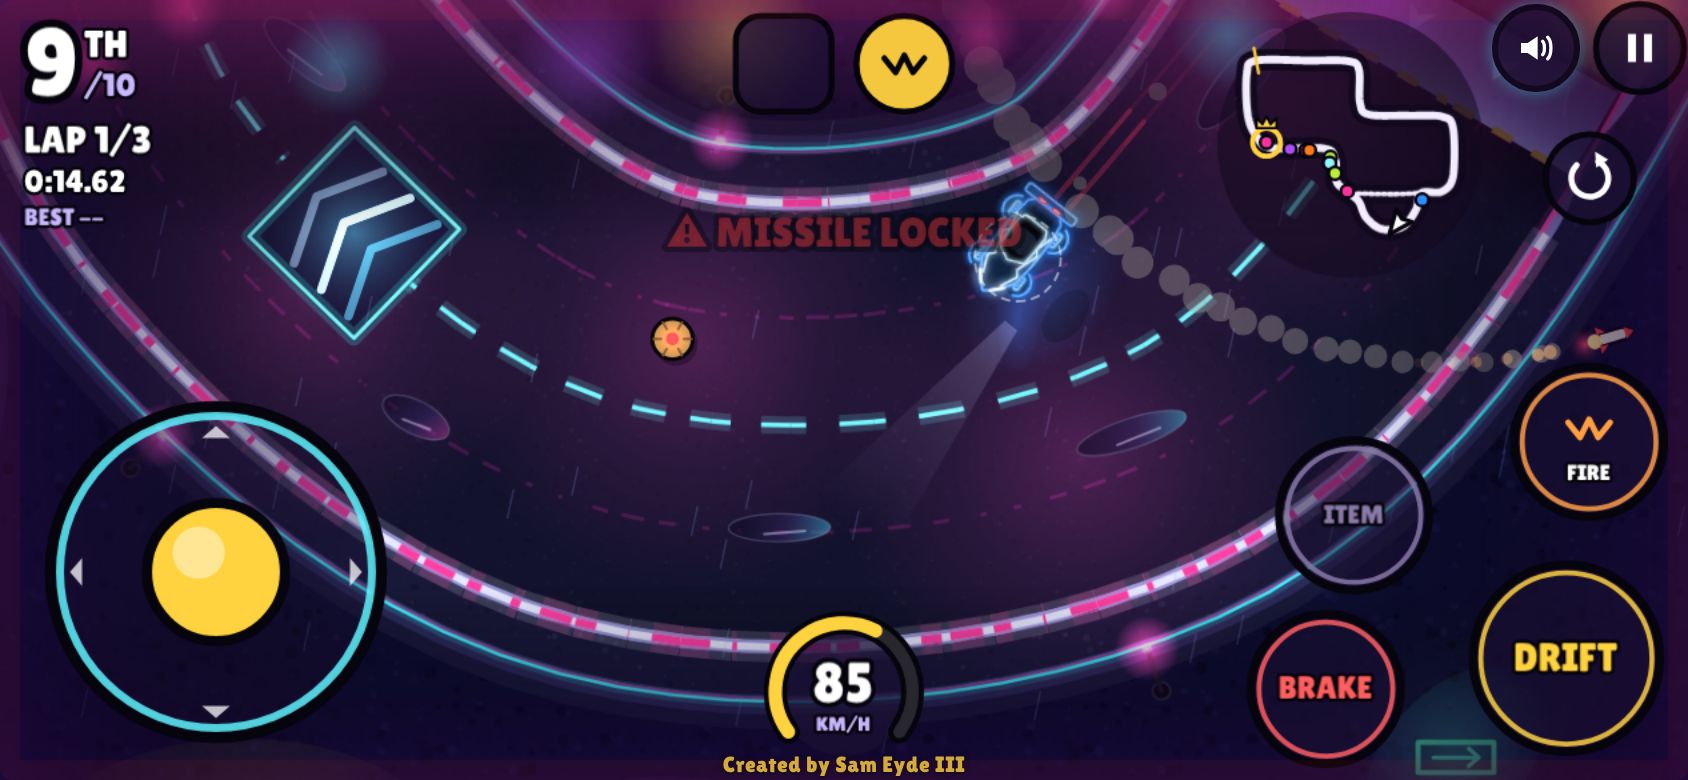 9TH
/10
LAP 1/3
0:14.62
BEST --
MISSILE LOCKED
FIRE
ITEM
BRAKE
DRIFT
85
KM/H
Created by Sam Eyde III